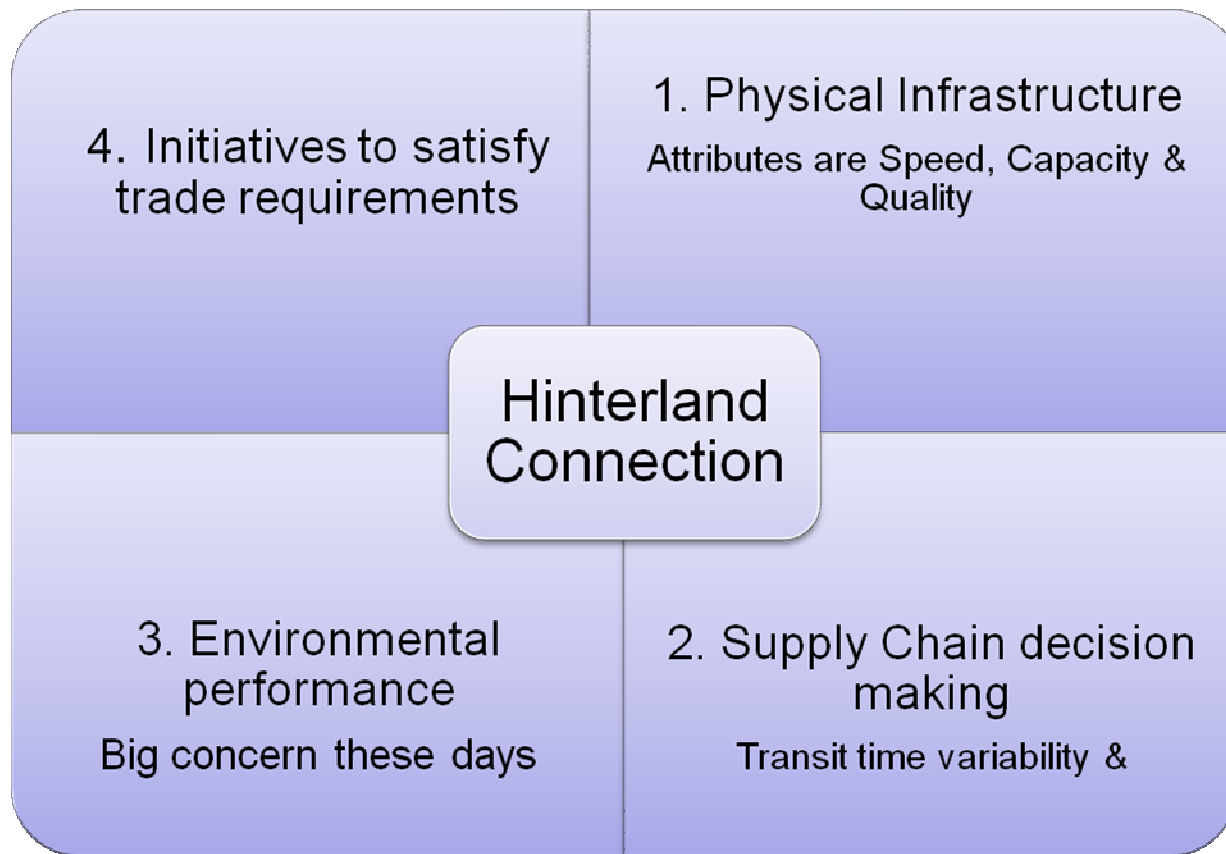 4. Initiatives to satisfy
trade requirements
1. Physical Infrastructure
Attributes are Speed, Capacity &
Quality
Hinterland
Connection
3. Environmental
performance
Big concern these days
2. Supply Chain decision
making
Transit time variability &